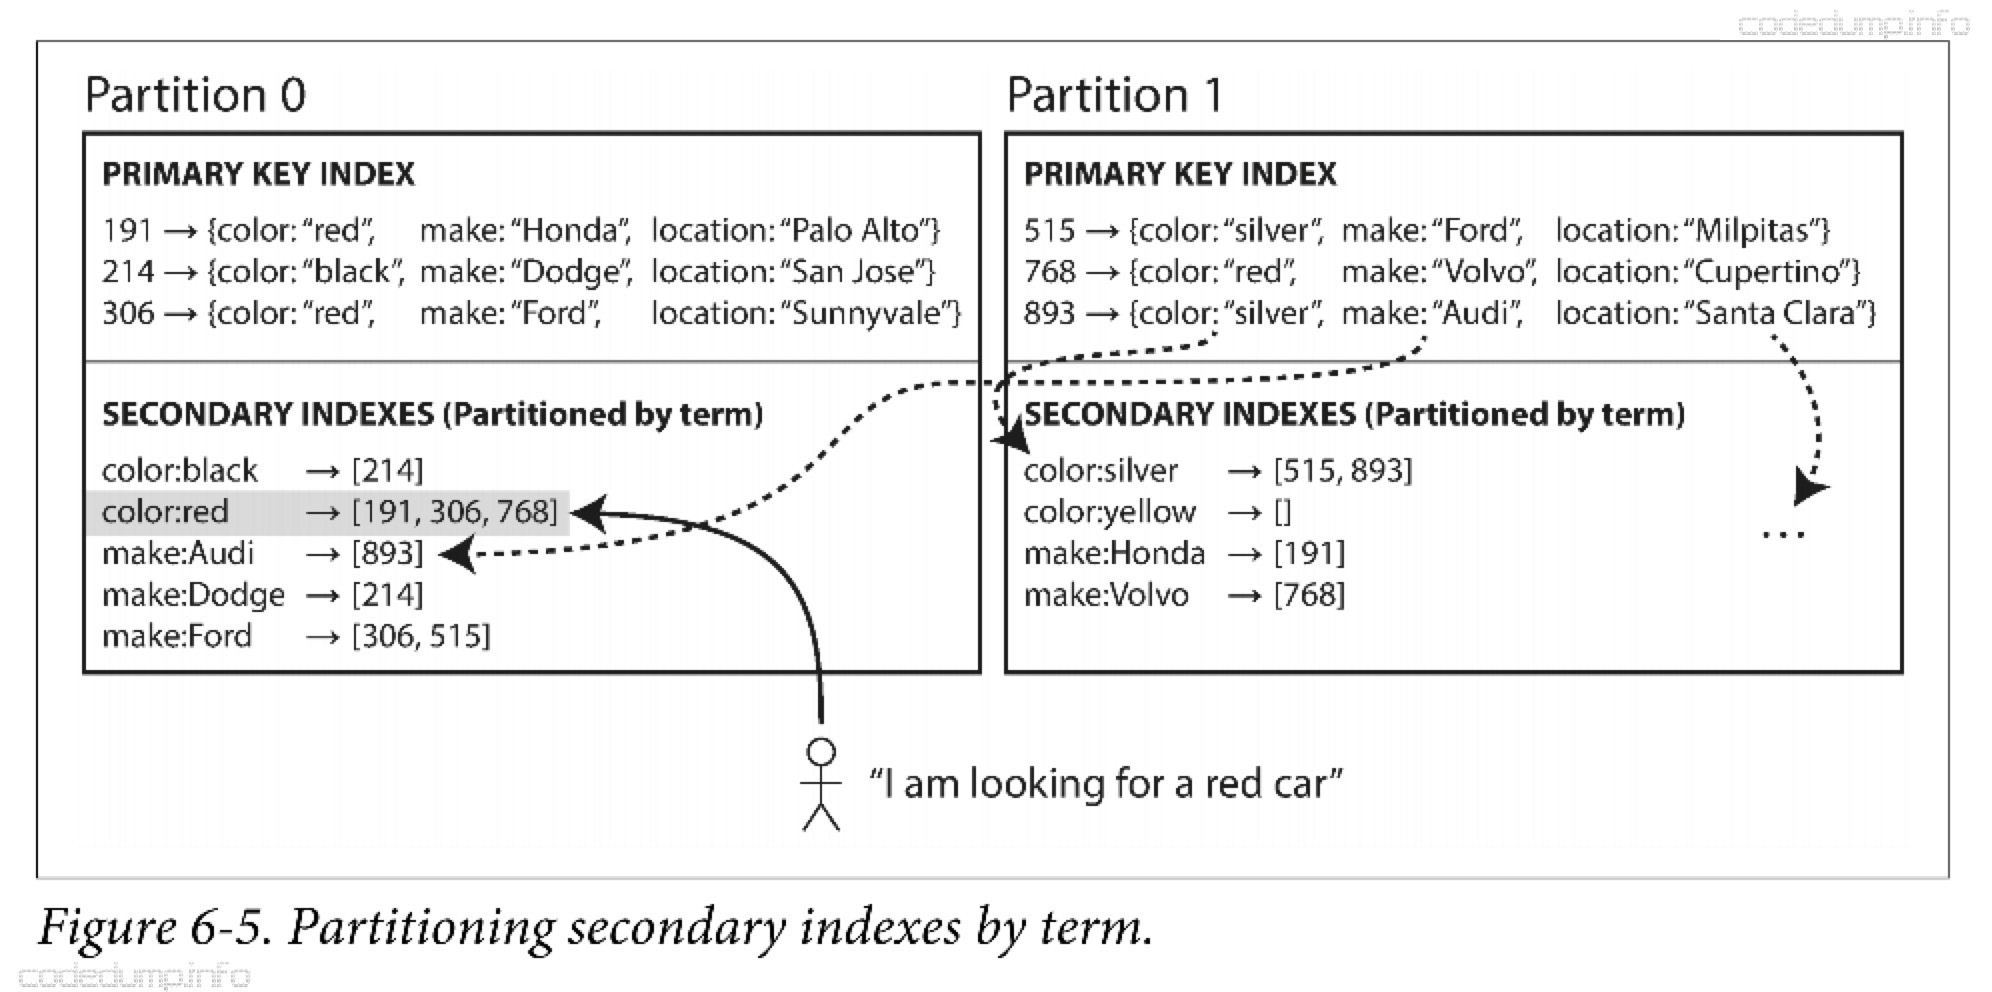 codedumpinfo
Partition 0
PRIMARY KEY INDEX
191 → {color: “red”, make: “Honda”, location: “Palo Alto”}
214 → {color: “black”, make: “Dodge”, location: “San Jose”}
306 → {color: “red”, make: “Ford”, location: “Sunnyvale”}
SECONDARY INDEXES (Partitioned by term)
color:black → [214]
color:red → [191, 306, 768]
make:Audi → [893]
make:Dodge → [214]
make:Ford → [306, 515]
Partition 1
PRIMARY KEY INDEX
515 → {color: “silver”, make: “Ford”, location: “Milpitas”}
768 → {color: “red”, make: “Volvo”, location: “Cupertino”}
893 → {color: “silver”, make: “Audi”, location: “Santa Clara”}
SECONDARY INDEXES (Partitioned by term)
color:silver → [515, 893]
color:yellow → []
make:Honda → [191]
make:Volvo → [768]
...
“I am looking for a red car”
Figure 6-5. Partitioning secondary indexes by term.
codedumpinfo